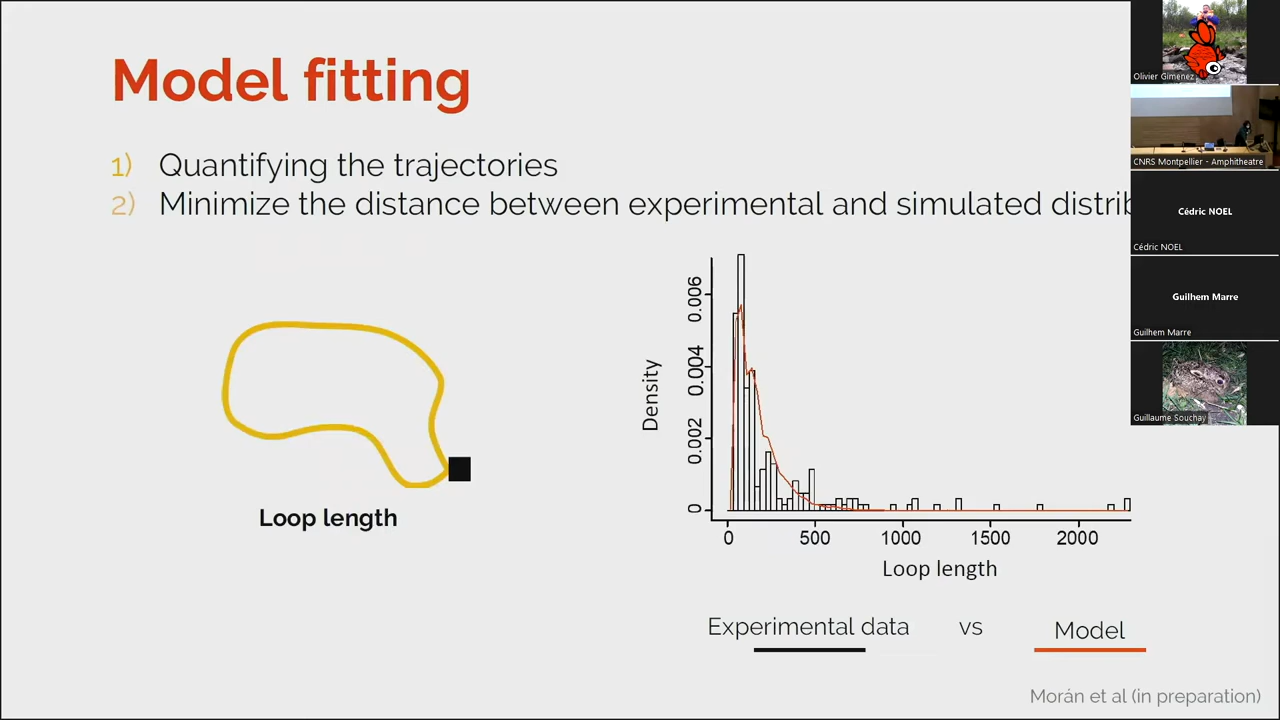 Model fitting
1) Quantifying the trajectories
2) Minimize the distance between experimental and simulated distrib
Loop length
Density
0.006
0.004
0.002
0
0 500 1000 1500 2000
Loop length
Experimental data vs Model
Morán et al (in preparation)
Olivier Gimenez
CNRS Montpellier - Amphitheatre
Cédric NOEL
Cédric NOEL
Guilhem Marre
Guilhem Marre
Guillaume Souchay